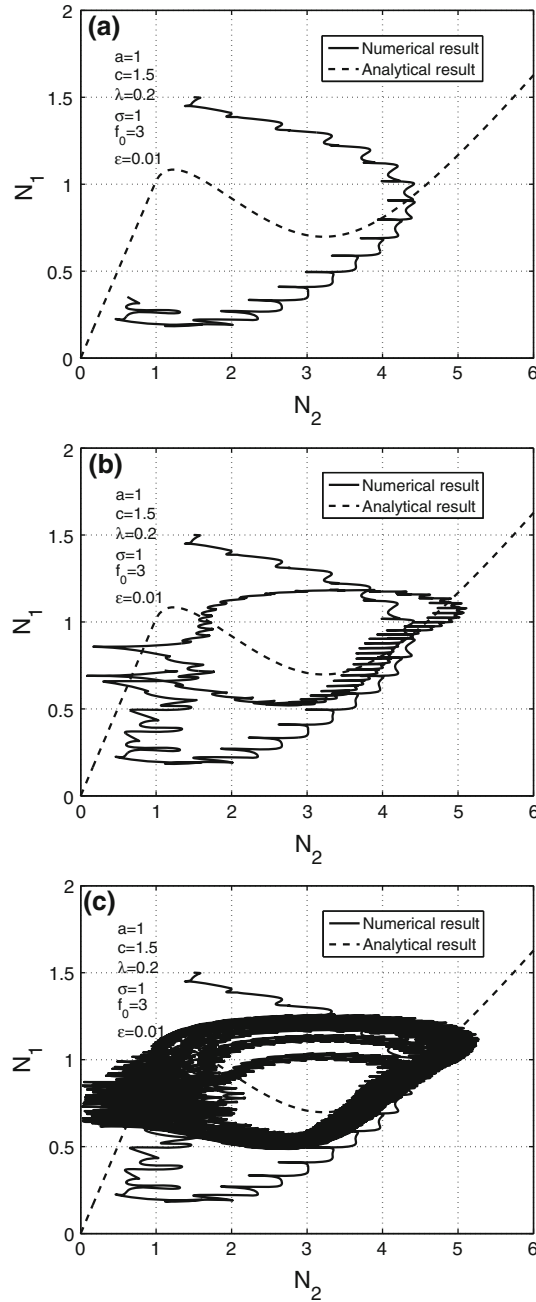 (a)
a=1
c=1.5
λ=0.2
σ=1
f₀=3
ε=0.01
Numerical result
Analytical result
2
1.5
1
0.5
0
N₁
0 1 2 3 4 5 6
N₂
(b)
a=1
c=1.5
λ=0.2
σ=1
f₀=3
ε=0.01
Numerical result
Analytical result
2
1.5
1
0.5
0
N₁
0 1 2 3 4 5 6
N₂
(c)
a=1
c=1.5
λ=0.2
σ=1
f₀=3
ε=0.01
Numerical result
Analytical result
2
1.5
1
0.5
0
N₁
0 1 2 3 4 5 6
N₂